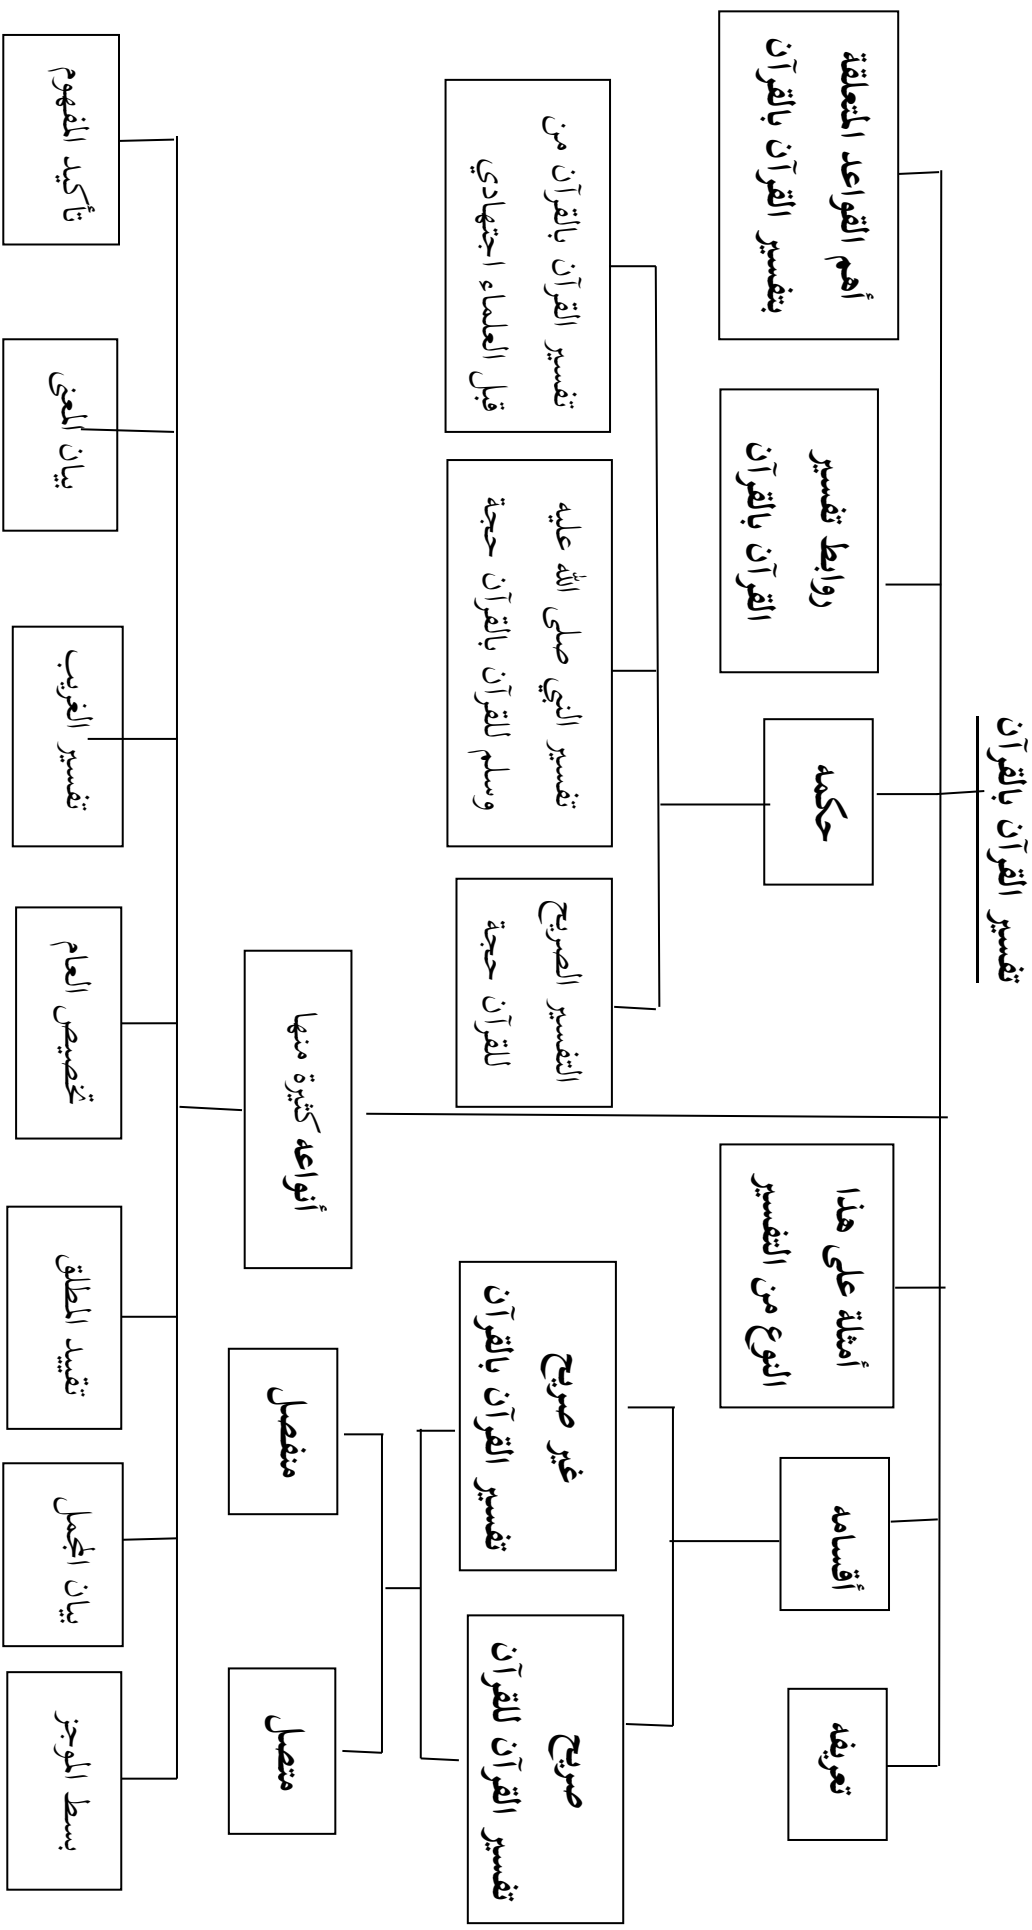 تفسير القرآن بالقرآن
تعريفه
أقسامه
أمثلة على هذا
النوع من التفسير
حكمه
روابط تفسير
القرآن بالقرآن
أهم القواعد المتعلقة
بتفسير القرآن بالقرآن
صريح
تفسير القرآن للقرآن
غير صريح
تفسير القرآن بالقرآن
التفسير الصريح
للقرآن حجة
تفسير النبي صلى الله عليه
وسلم للقرآن بالقرآن حجة
تفسير القرآن بالقرآن من
قبل العلماء اجتهادي
متصل
منفصل
أنواعه كثيرة منها
بسط الموجز
بيان المجمل
تقييد المطلق
تخصيص العام
تفسير الغريب
بيان المعنى
تأكيد المفهوم